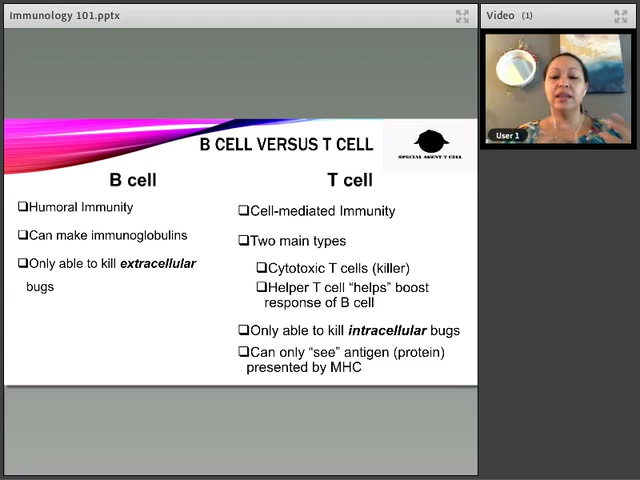 Immunology 101.pptx
Video (1)
User 1
B CELL VERSUS T CELL
SPECIAL AGENT T CELL
B cell
❑Humoral Immunity
❑Can make immunoglobulins
❑Only able to kill extracellular
bugs
T cell
❑Cell-mediated Immunity
❑Two main types
❑Cytotoxic T cells (killer)
❑Helper T cell “helps” boost
response of B cell
❑Only able to kill intracellular bugs
❑Can only “see” antigen (protein)
presented by MHC